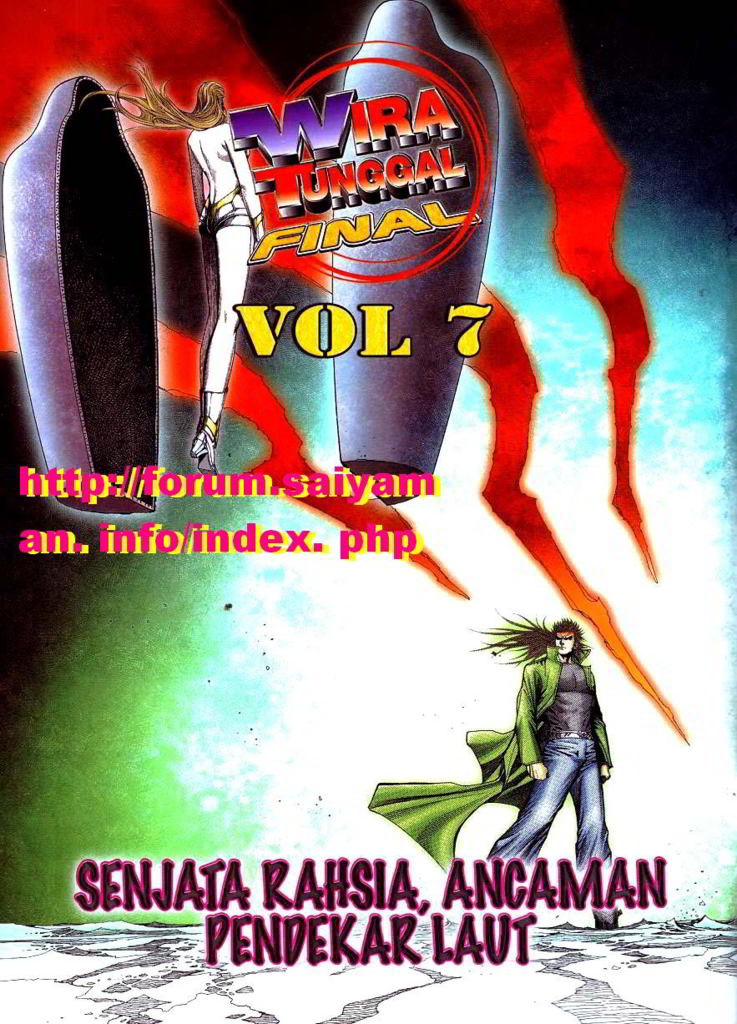 WIRA
TUNGGAL
FINAL
VOL 7
http://forum.saiyam
an. info/index. php
SENJATA RAHSIA, ANCAMAN
PENDEKAR LAUT